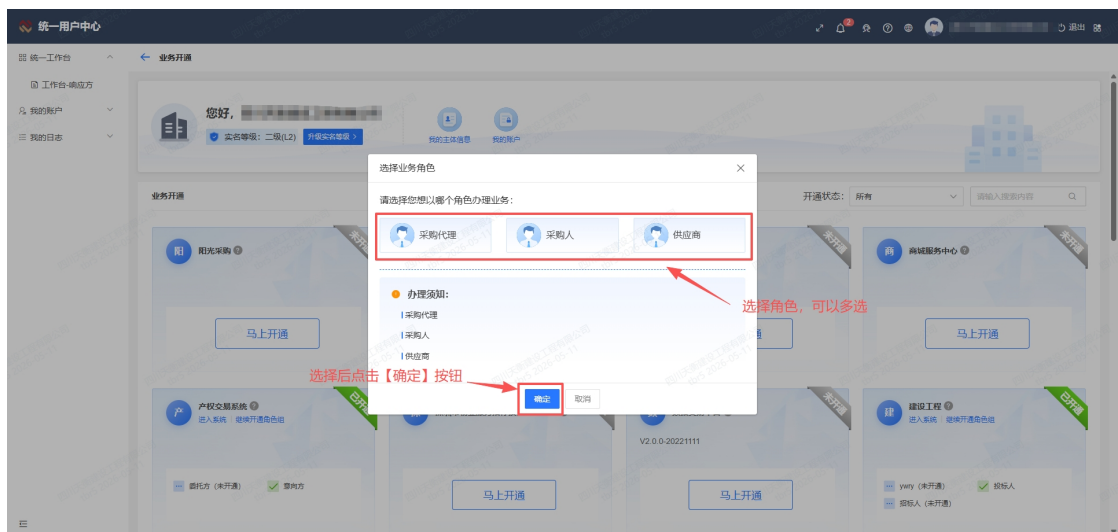 统一用户中心
2
退出
统一工作台
业务开通
工作台-响应方
我的账户
我的日志
您好,
实名等级：二级(L2) 升级实名等级 >
我的主体信息 我的账户
选择业务角色
请选择您想以哪个角色办理业务：
采购代理 采购人 供应商
业务开通
开通状态： 所有 请输入搜索内容
阳 阳光采购 未开通
未开通
商 商城服务中心 未开通
办理须知：
采购代理
采购人
供应商
选择角色，可以多选
马上开通
马上开通
选择后点击【确定】按钮
确定 取消
产 产权交易系统 已开通
进入系统 继续开通角色组
未开通
建 建设工程 已开通
进入系统 继续开通角色组
V2.0.0-20221111
委托方 (未开通) 意向方
马上开通
马上开通
ywry (未开通) 投标人
招标人 (未开通)